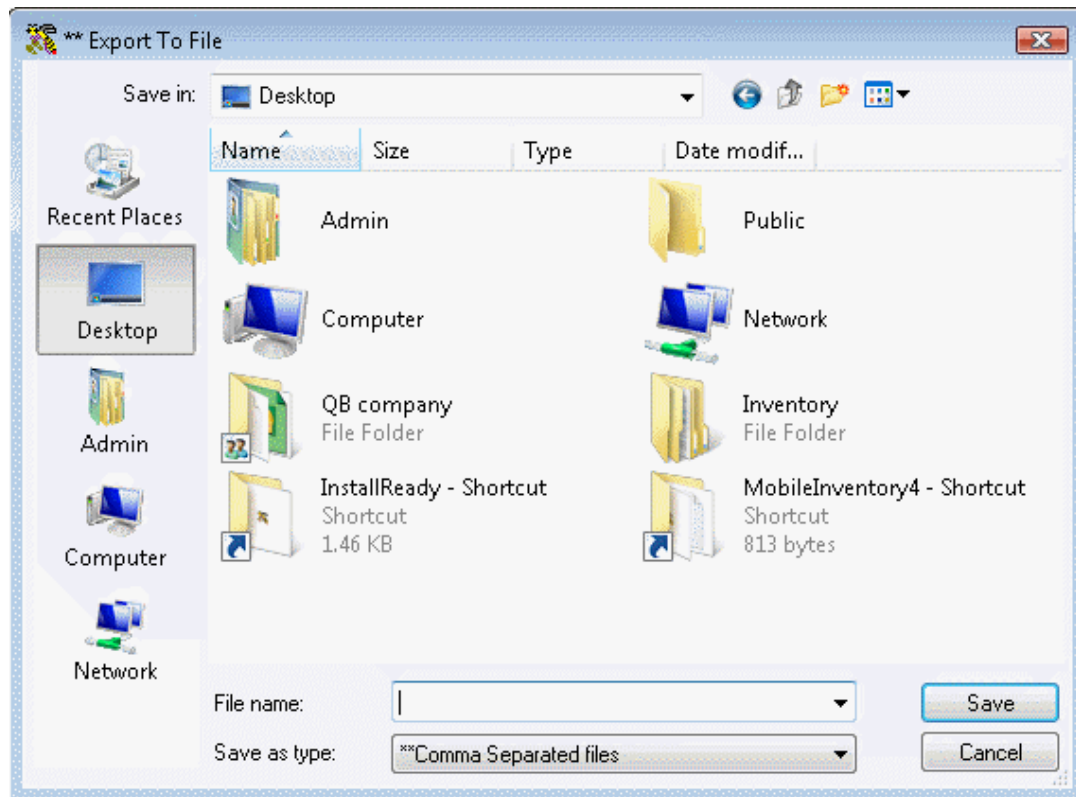 ** Export To File
Save in:
Desktop
Name Size Type Date modif...
Recent Places
Desktop
Admin
Computer
Network
Admin
Public
Computer
Network
QB company
File Folder
Inventory
File Folder
InstallReady - Shortcut
Shortcut
1.46 KB
MobileInventory4 - Shortcut
Shortcut
813 bytes
File name:
Save
Save as type:
**Comma Separated files
Cancel